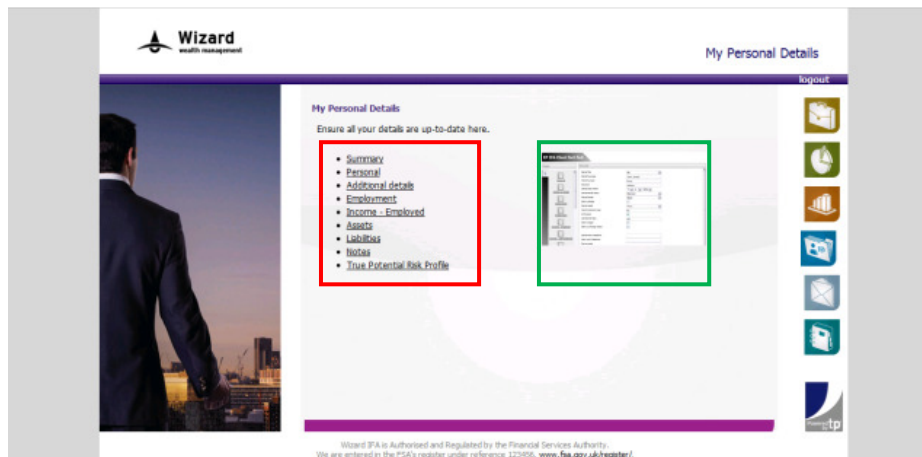 Wizard
wealth management
My Personal Details
logout
My Personal Details
Ensure all your details are up-to-date here.
Summary
Personal
Additional details
Employment
Income - Employed
Assets
Liabilities
Notes
True Potential Risk Profile
Powered
by tp
Wizard IFA is Authorised and Regulated by the Financial Services Authority.
We are entered in the FSA's register under reference 123456, www.fsa.gov.uk/register/.